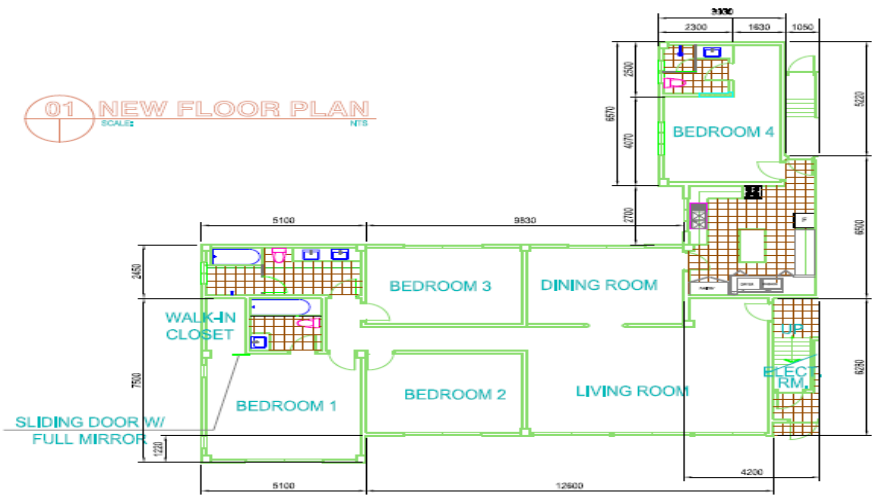 01 NEW FLOOR PLAN
SCALE: NTS
2300 1630 1050
2500
6570
4070
5220
BEDROOM 4
2700
6500
5100 9830
2450
BEDROOM 3
DINING ROOM
WALK-IN
CLOSET
7500
UP
6280
ELECT.
RM.
BEDROOM 2
LIVING ROOM
BEDROOM 1
SLIDING DOOR W/
FULL MIRROR
1220
4200
5100 12600